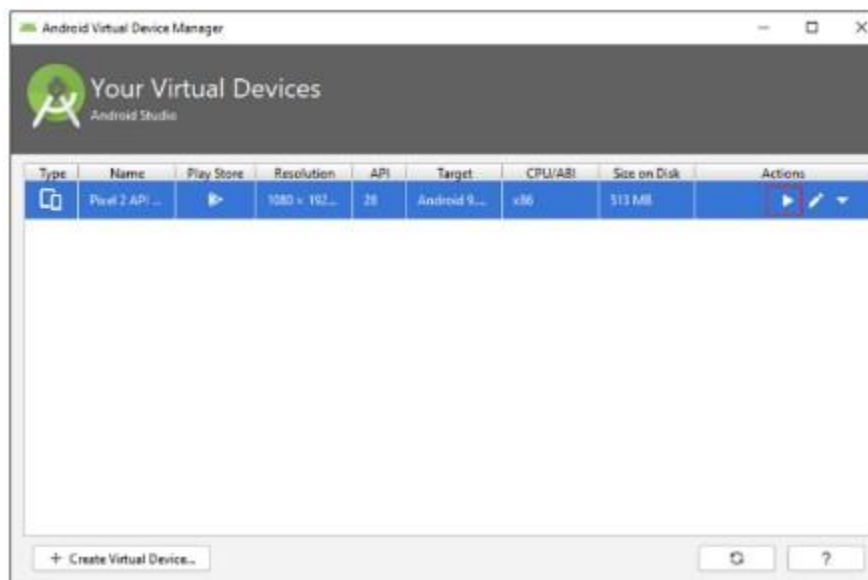 Android Virtual Device Manager
Your Virtual Devices
Android Studio
Type Name Play Store Resolution API Target CPU/ABI Size on Disk Actions
Pixel 2 API ... 1080 × 192... 28 Android 9.... x86 513 MB
+ Create Virtual Device...
?